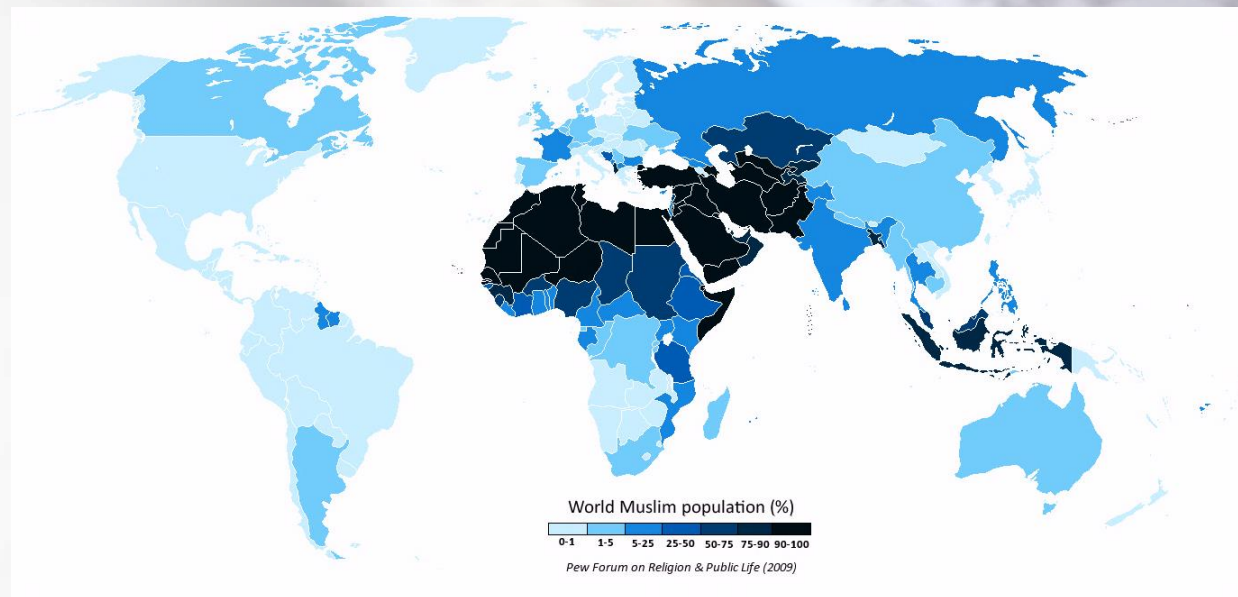 World Muslim population (%)
0-1 1-5 5-25 25-50 50-75 75-90 90-100
Pew Forum on Religion & Public Life (2009)